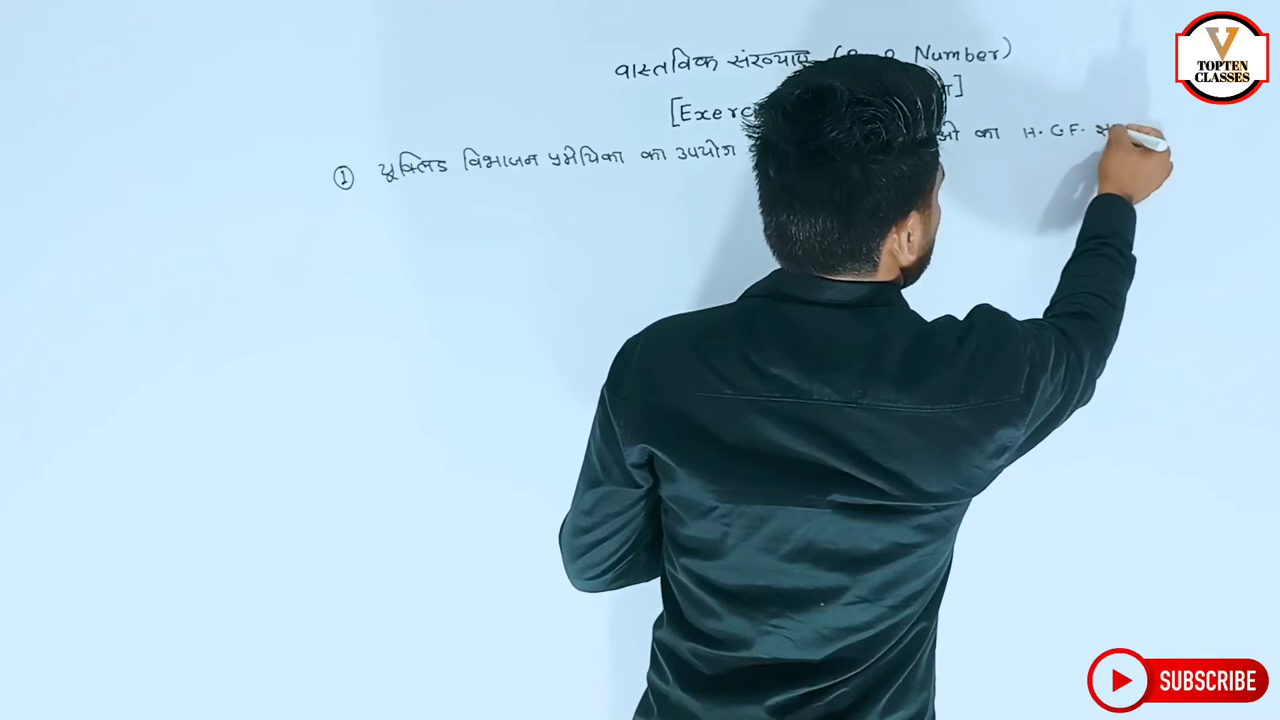 वास्तविक संख्याएँ ( Number)
[Exerc ]
① यूक्लिड विभाजन प्रमेयिका का उपयोग का H.C.F.
V
TOPTEN
CLASSES
SUBSCRIBE